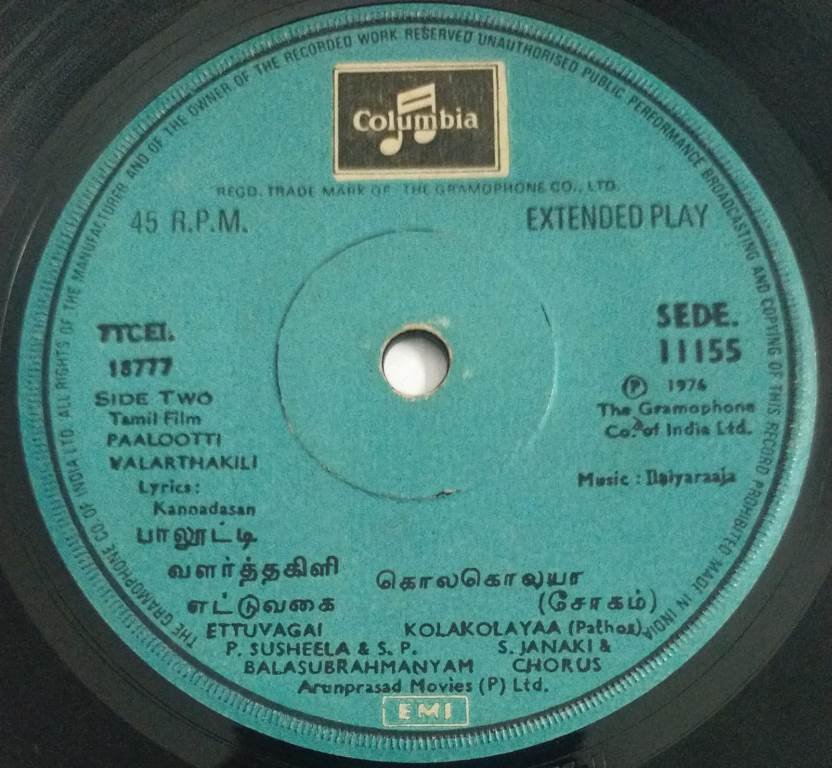 THE GRAMOPHONE CO OF INDIA LTD. ALL RIGHTS OF THE MANUFACTURER AND OF THE OWNER OF THE RECORDED WORK RESERVED UNAUTHORISED PUBLIC PERFORMANCE BROADCASTING AND COPYING OF THIS RECORD PROHIBITED MADE IN INDIA
Columbia
REGD. TRADE MARK OF THE GRAMOPHONE CO., LTD.
45 R.P.M.
EXTENDED PLAY
7TCEI.
18777
SIDE TWO
Tamil Film
PAALOOTTI
VALARTHAKILI
Lyrics:
Kannadasan
SEDE.
11155
Ⓟ 1976
The Gramophone
Co. of India Ltd.
Music : Ilaiyaraaja
பாலூட்டி
வளர்த்தகிளி
எட்டுவகை
கொலகொலயா
(சோகம்)
ETTUVAGAI
P. SUSHEELA & S. P.
BALASUBRAHMANYAM
KOLAKOLAYAA (Pathos)
S. JANAKI &
CHORUS
Arunprasad Movies (P) Ltd.
EMI